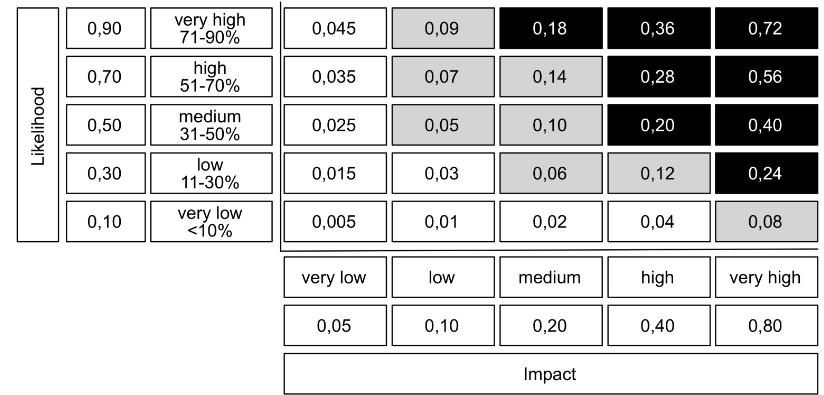 Likelihood
0,90 very high 71-90% 0,045 0,09 0,18 0,36 0,72
0,70 high 51-70% 0,035 0,07 0,14 0,28 0,56
0,50 medium 31-50% 0,025 0,05 0,10 0,20 0,40
0,30 low 11-30% 0,015 0,03 0,06 0,12 0,24
0,10 very low <10% 0,005 0,01 0,02 0,04 0,08
very low low medium high very high
0,05 0,10 0,20 0,40 0,80
Impact